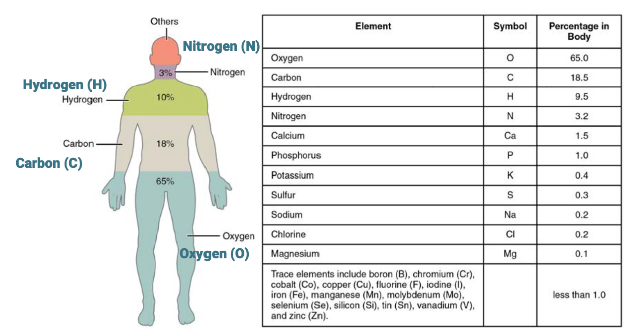 Others
Nitrogen (N)
3%
Nitrogen
Hydrogen (H)
Hydrogen
10%
Carbon
18%
Carbon (C)
65%
Oxygen
Oxygen (O)
Element Symbol Percentage in Body
Oxygen O 65.0
Carbon C 18.5
Hydrogen H 9.5
Nitrogen N 3.2
Calcium Ca 1.5
Phosphorus P 1.0
Potassium K 0.4
Sulfur S 0.3
Sodium Na 0.2
Chlorine Cl 0.2
Magnesium Mg 0.1
Trace elements include boron (B), chromium (Cr),
cobalt (Co), copper (Cu), fluorine (F), iodine (I),
iron (Fe), manganese (Mn), molybdenum (Mo),
selenium (Se), silicon (Si), tin (Sn), vanadium (V),
and zinc (Zn).
less than 1.0